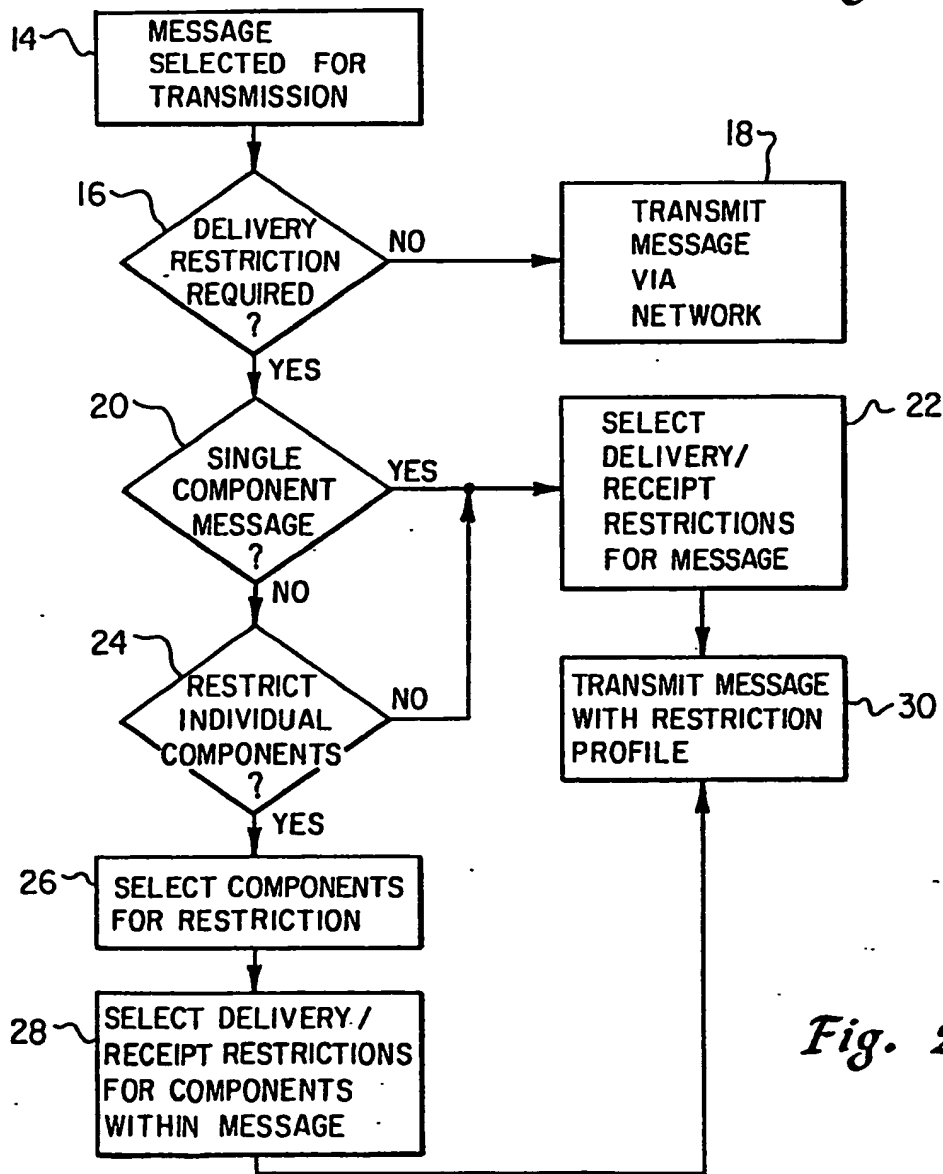 14
MESSAGE
SELECTED FOR
TRANSMISSION
16
DELIVERY
RESTRICTION
REQUIRED
?
NO
YES
18
TRANSMIT
MESSAGE
VIA
NETWORK
20
SINGLE
COMPONENT
MESSAGE
?
YES
NO
22
SELECT
DELIVERY/
RECEIPT
RESTRICTIONS
FOR MESSAGE
24
RESTRICT
INDIVIDUAL
COMPONENTS
?
NO
YES
TRANSMIT MESSAGE
WITH RESTRICTION
PROFILE
30
26
SELECT COMPONENTS
FOR RESTRICTION
28
SELECT DELIVERY/
RECEIPT RESTRICTIONS
FOR COMPONENTS
WITHIN MESSAGE
Fig. 2